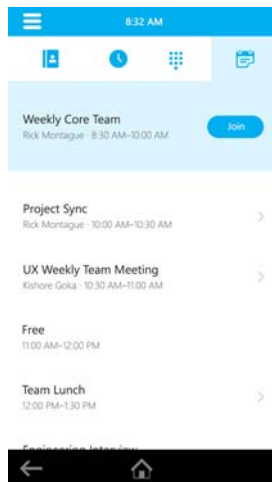 8:32 AM
Weekly Core Team
Rick Montague · 8:30 AM–10:00 AM
Join
Project Sync
Rick Montague · 10:00 AM–10:30 AM
UX Weekly Team Meeting
Kishore Goka · 10:30 AM–11:00 AM
Free
11:00 AM–12:00 PM
Team Lunch
12:00 PM–1:30 PM
Engineering Interview